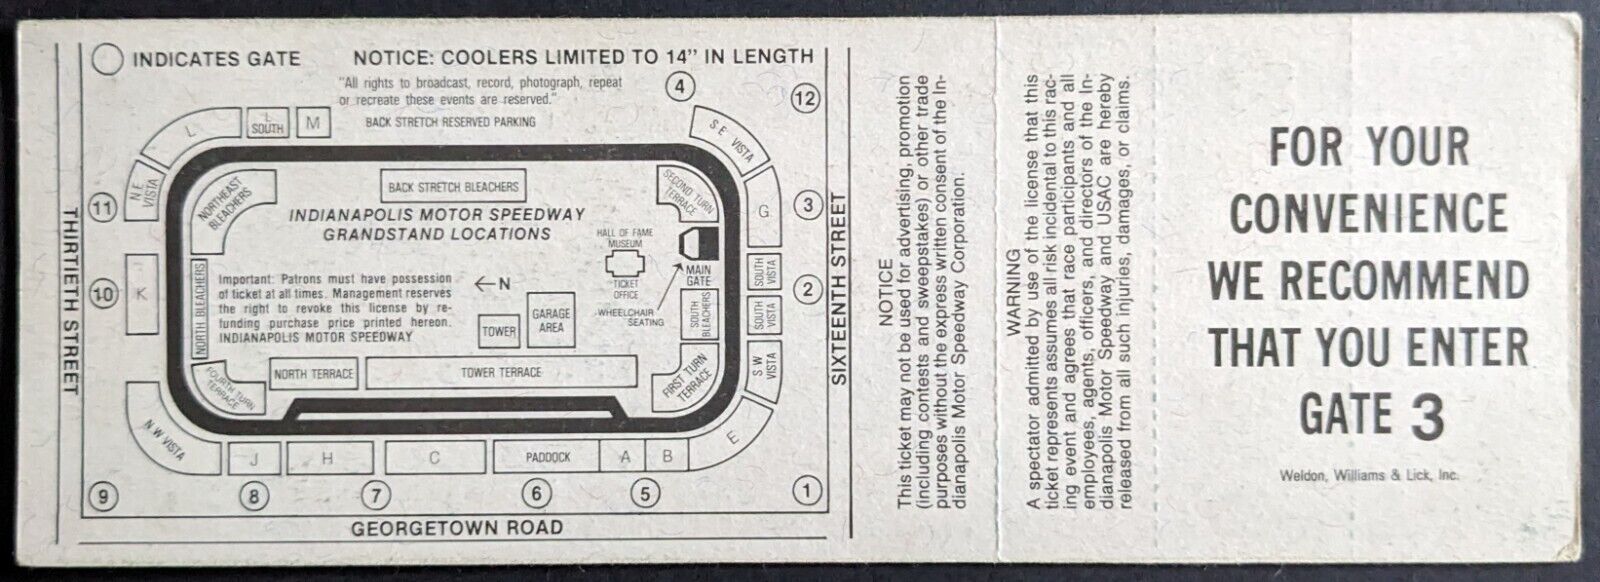 INDICATES GATE
NOTICE: COOLERS LIMITED TO 14" IN LENGTH
"All rights to broadcast, record, photograph, repeat
or recreate these events are reserved."
BACK STRETCH RESERVED PARKING
4
12
L
L
SOUTH
M
S E VISTA
N E
VISTA
11
NORTHEAST
BLEACHERS
BACK STRETCH BLEACHERS
SECOND TURN
TERRACE
G
3
INDIANAPOLIS MOTOR SPEEDWAY
GRANDSTAND LOCATIONS
HALL OF FAME
MUSEUM
TICKET
OFFICE
MAIN
GATE
WHEELCHAIR
SEATING
SOUTH
VISTA
2
SOUTH
VISTA
SOUTH
BLEACHERS
10
K
NORTH BLEACHERS
Important: Patrons must have possession
of ticket at all times. Management reserves
the right to revoke this license by re-
funding purchase price printed hereon.
INDIANAPOLIS MOTOR SPEEDWAY
←N
TOWER
GARAGE
AREA
FOURTH TURN
TERRACE
NORTH TERRACE
TOWER TERRACE
FIRST TURN
TERRACE
S W
VISTA
N W VISTA
J
H
C
PADDOCK
A
B
E
9
8
7
6
5
1
THIRTIETH STREET
SIXTEENTH STREET
GEORGETOWN ROAD
NOTICE
This ticket may not be used for advertising, promotion
(including contests and sweepstakes) or other trade
purposes without the express written consent of the In-
dianapolis Motor Speedway Corporation.
WARNING
A spectator admitted by use of the license that this
ticket represents assumes all risk incidental to this rac-
ing event and agrees that race participants and all
employees, agents, officers, and directors of the In-
dianapolis Motor Speedway and USAC are hereby
released from all such injuries, damages, or claims.
FOR YOUR
CONVENIENCE
WE RECOMMEND
THAT YOU ENTER
GATE 3
Weldon, Williams & Lick, Inc.